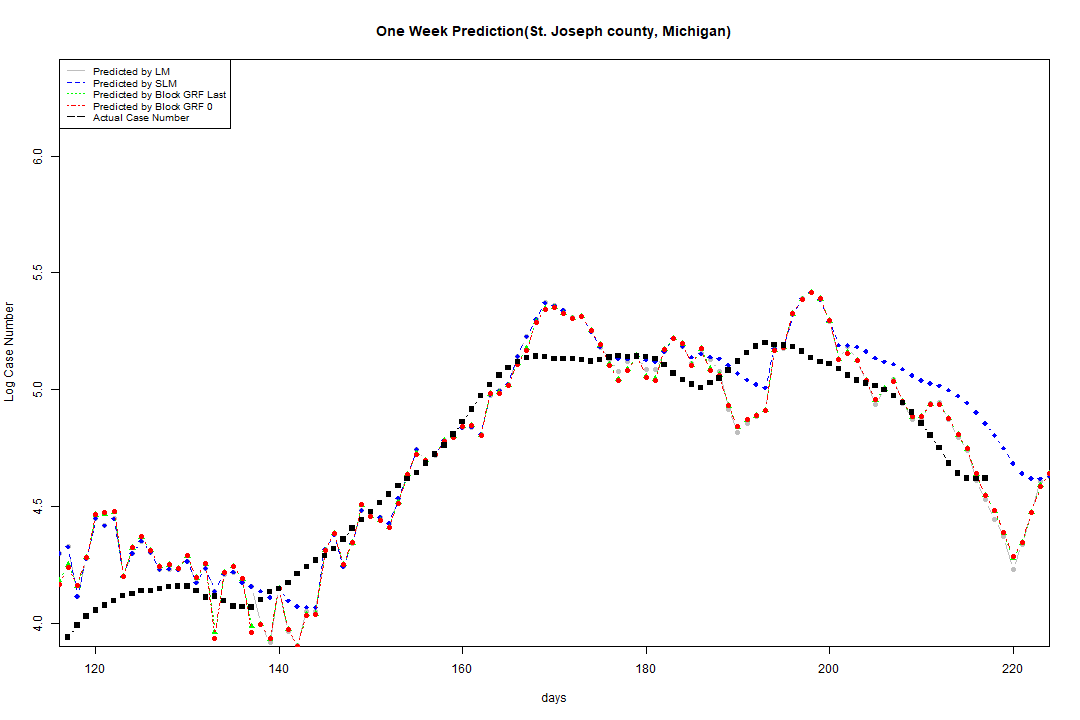 One Week Prediction(St. Joseph county, Michigan)
Predicted by LM
Predicted by SLM
Predicted by Block GRF Last
Predicted by Block GRF 0
Actual Case Number
Log Case Number
6.0
5.5
5.0
4.5
4.0
120 140 160 180 200 220
days